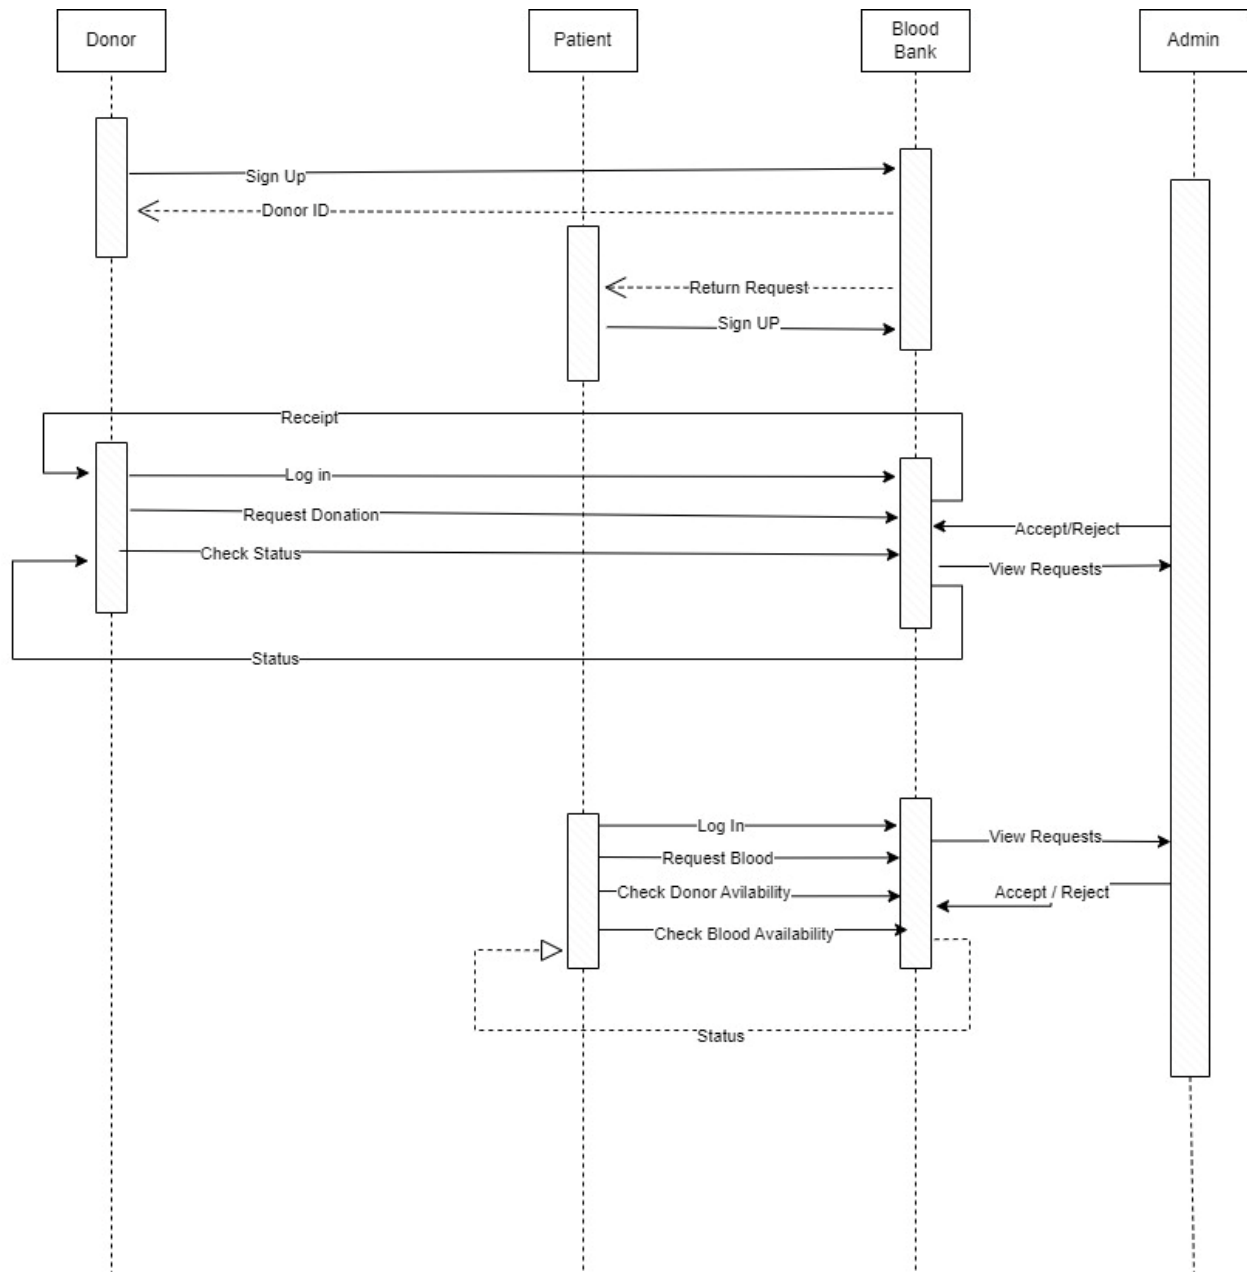 Donor
Patient
Blood
Bank
Admin
Sign Up
Donor ID
Return Request
Sign UP
Receipt
Log in
Request Donation
Accept/Reject
Check Status
View Requests
Status
Log In
View Requests
Request Blood
Check Donor Avilability
Accept / Reject
Check Blood Availability
Status